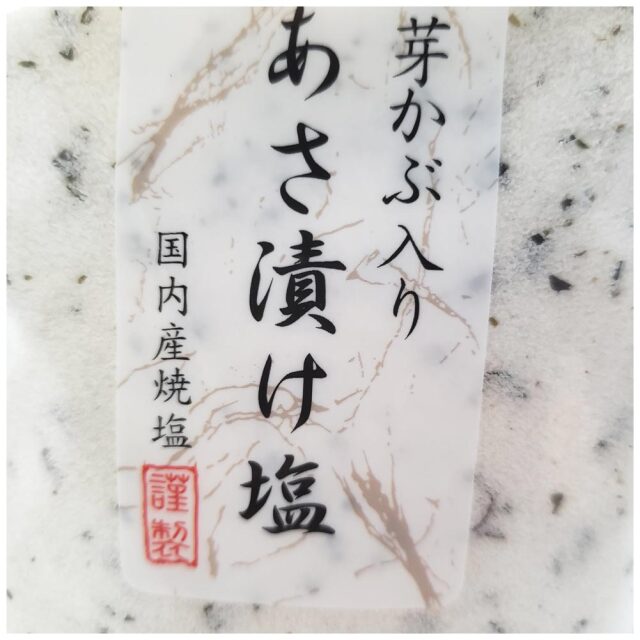 芽かぶ入り
あさ漬け塩
国内産焼塩
謹製